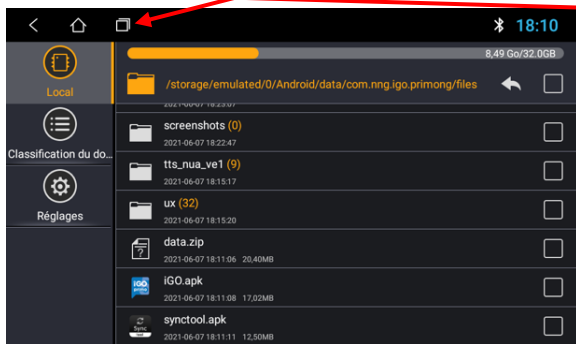 18:10
8,49 Go/32.0GB
Local
/storage/emulated/0/Android/data/com.nng.igo.primong/files
screenshots (0)
2021-06-07 18:22:47
Classification du do...
tts_nua_ve1 (9)
2021-06-07 18:15:17
Réglages
ux (32)
2021-06-07 18:15:20
data.zip
2021-06-07 18:11:06 20,40MB
iGO
iGO.apk
2021-06-07 18:11:08 17,02MB
Sync
synctool.apk
2021-06-07 18:11:11 12,50MB